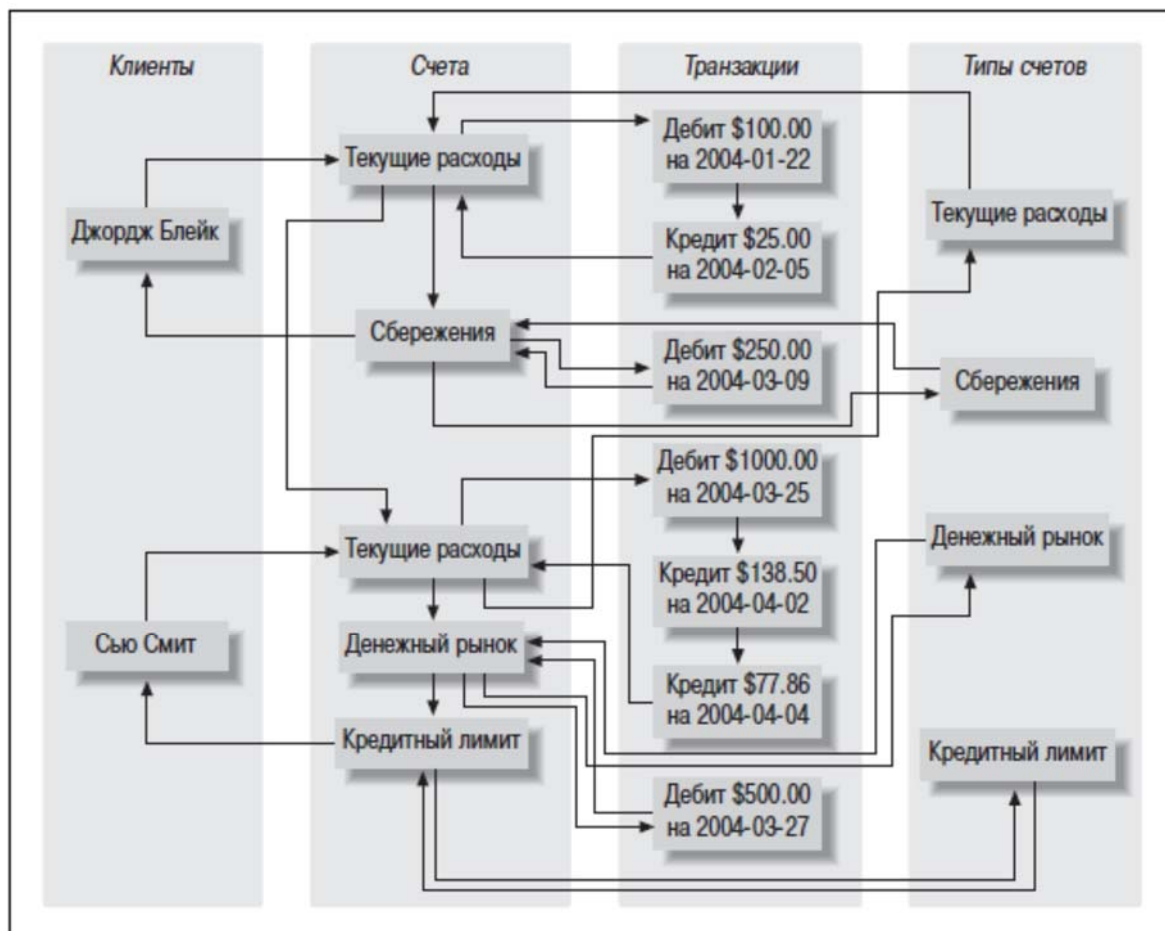 Клиенты
Счета
Транзакции
Типы счетов
Джордж Блейк
Сью Смит
Текущие расходы
Сбережения
Текущие расходы
Денежный рынок
Кредитный лимит
Дебит $100.00
на 2004-01-22
Кредит $25.00
на 2004-02-05
Дебит $250.00
на 2004-03-09
Дебит $1000.00
на 2004-03-25
Кредит $138.50
на 2004-04-02
Кредит $77.86
на 2004-04-04
Дебит $500.00
на 2004-03-27
Текущие расходы
Сбережения
Денежный рынок
Кредитный лимит